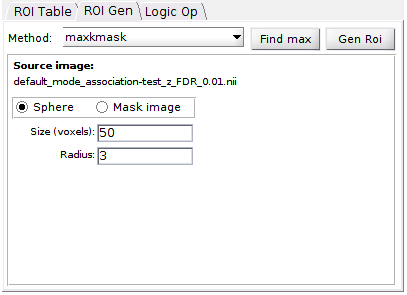 ROI Table ROI Gen Logic Op
Method: maxkmask Find max Gen Roi
Source image:
default_mode_association-test_z_FDR_0.01.nii
Sphere Mask image
Size (voxels): 50
Radius: 3